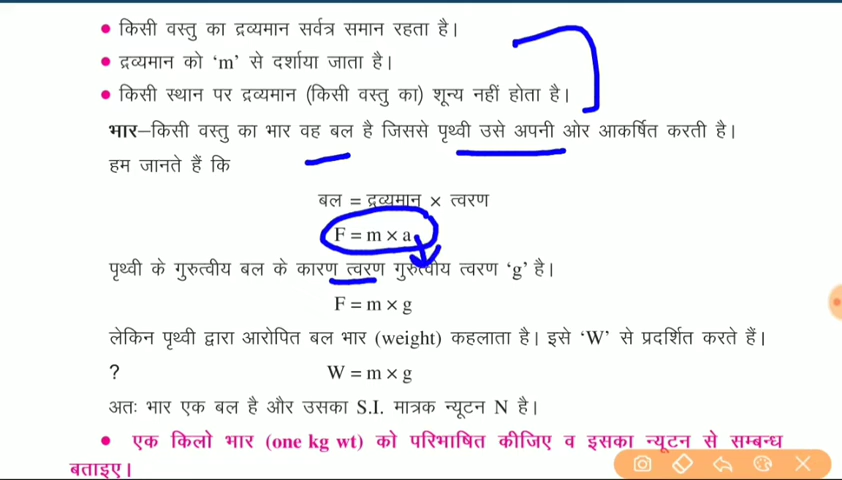 • किसी वस्तु का द्रव्यमान सर्वत्र समान रहता है।
• द्रव्यमान को ‘m’ से दर्शाया जाता है।
• किसी स्थान पर द्रव्यमान (किसी वस्तु का) शून्य नहीं होता है।
भार–किसी वस्तु का भार वह बल है जिससे पृथ्वी उसे अपनी ओर आकर्षित करती है।
हम जानते हैं कि
बल = द्रव्यमान × त्वरण
F = m × a
पृथ्वी के गुरुत्वीय बल के कारण त्वरण गुरुत्वीय त्वरण ‘g’ है।
F = m × g
लेकिन पृथ्वी द्वारा आरोपित बल भार (weight) कहलाता है। इसे ‘W’ से प्रदर्शित करते हैं।
? W = m × g
अतः भार एक बल है और उसका S.I. मात्रक न्यूटन N है।
• एक किलो भार (one kg wt) को परिभाषित कीजिए व इसका न्यूटन से सम्बन्ध
बताइए।